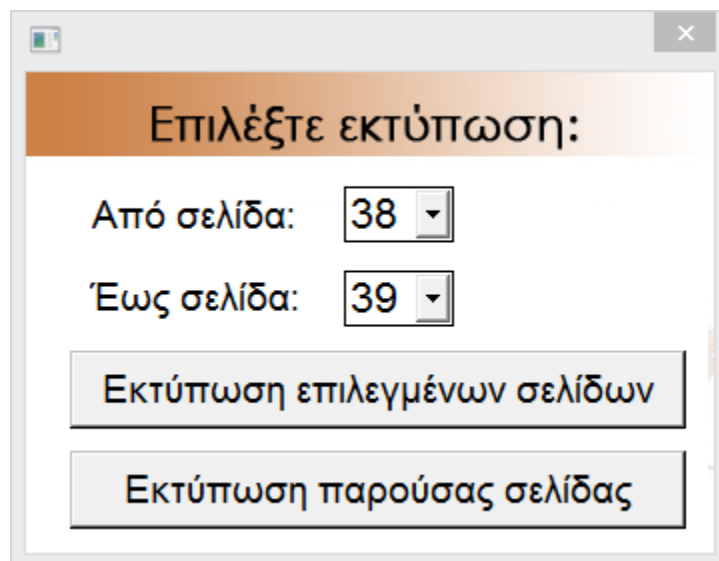 Επιλέξτε εκτύπωση:
Από σελίδα: 38
Έως σελίδα: 39
Εκτύπωση επιλεγμένων σελίδων
Εκτύπωση παρούσας σελίδας